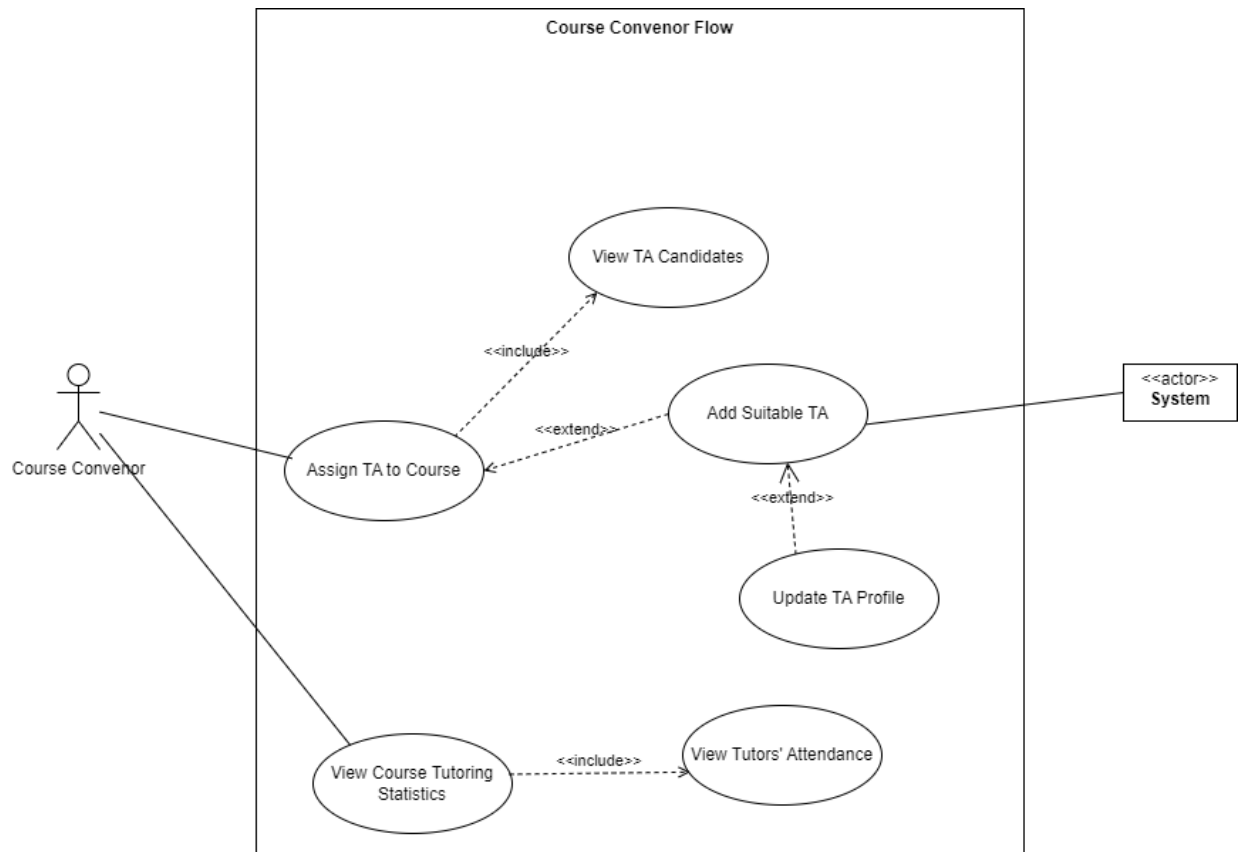 Course Convenor Flow
View TA Candidates
<<include>>
<<actor>>
System
Add Suitable TA
<<extend>>
Course Convenor
Assign TA to Course
<<extend>>
Update TA Profile
View Tutors' Attendance
<<include>>
View Course Tutoring
Statistics